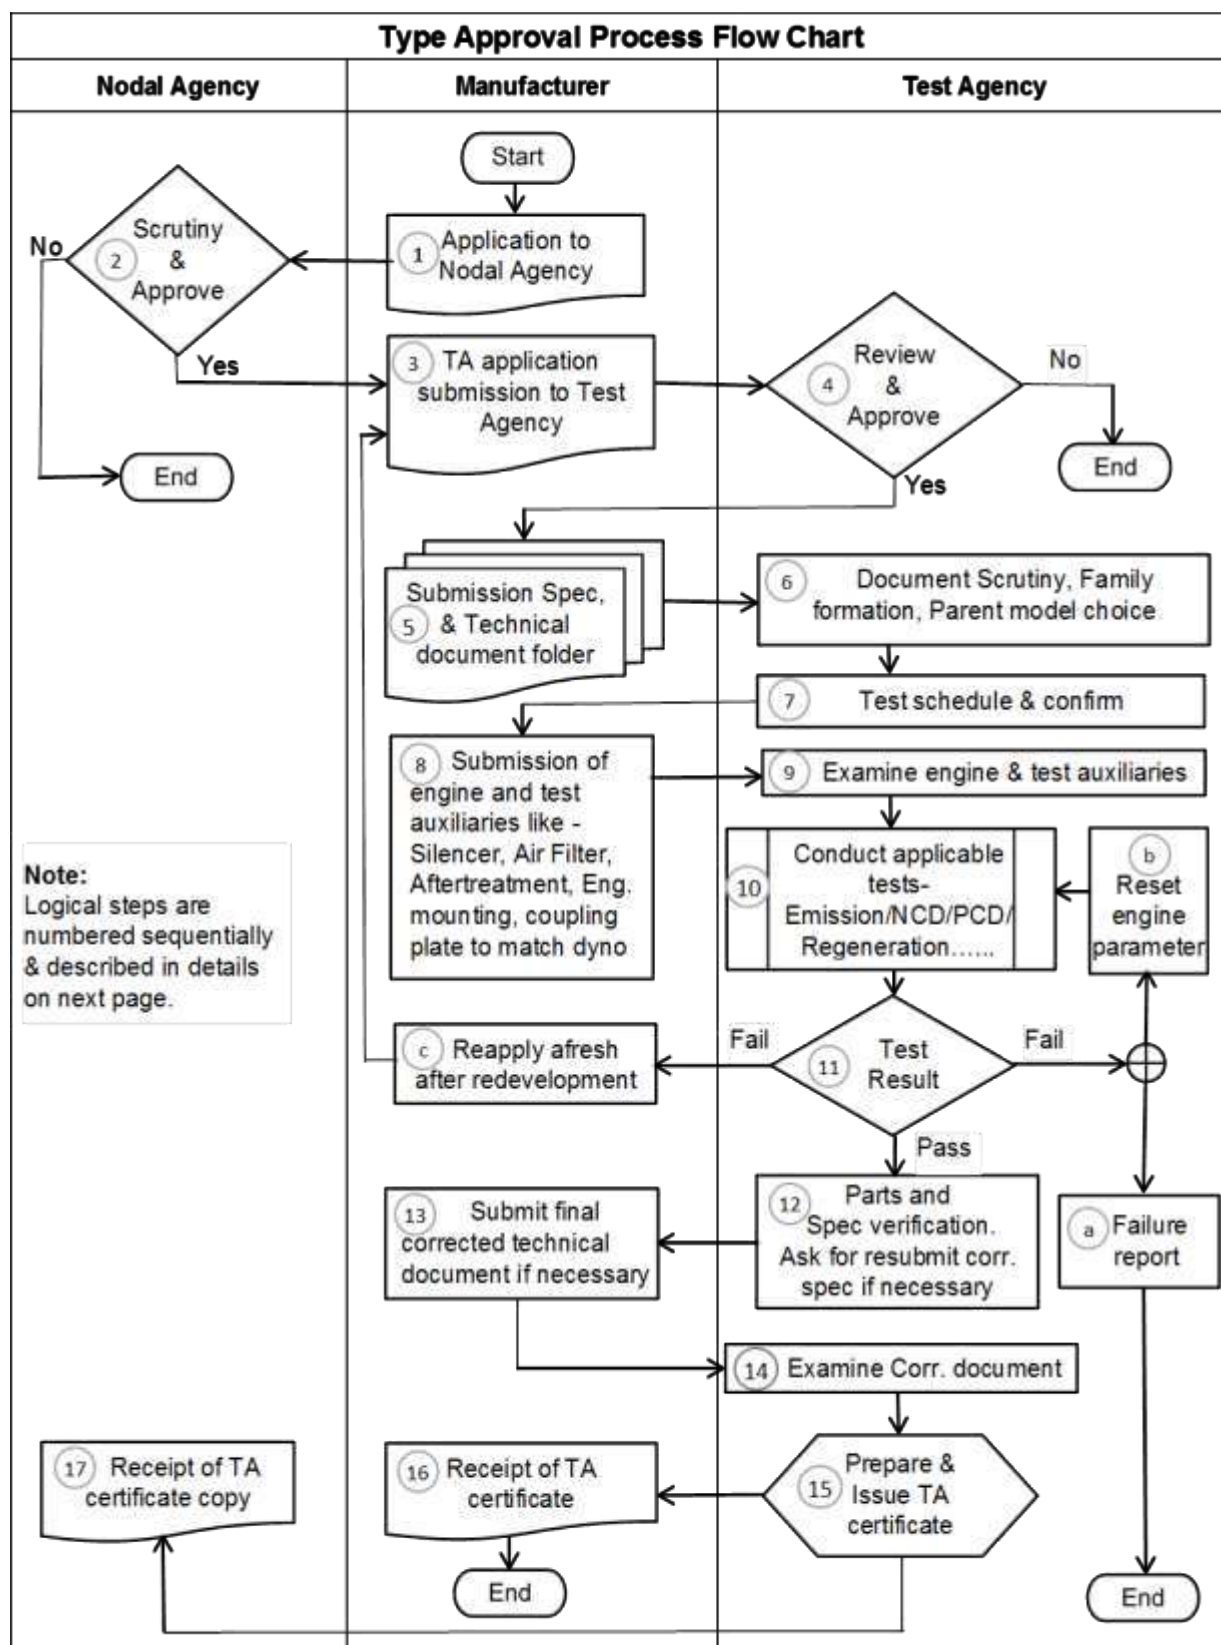 Type Approval Process Flow Chart
Nodal Agency
Manufacturer
Test Agency
Start
1
Application to
Nodal Agency
2
Scrutiny
&
Approve
No
Yes
End
3
TA application
submission to Test
Agency
4
Review
&
Approve
No
End
Yes
5
Submission Spec,
& Technical
document folder
6
Document Scrutiny, Family
formation, Parent model choice
7
Test schedule & confirm
8
Submission of
engine and test
auxiliaries like -
Silencer, Air Filter,
Aftertreatment, Eng.
mounting, coupling
plate to match dyno
9
Examine engine & test auxiliaries
10
Conduct applicable
tests-
Emission/NCD/PCD/
Regeneration......
b
Reset
engine
parameter
Note:
Logical steps are
numbered sequentially
& described in details
on next page.
c
Reapply afresh
after redevelopment
Fail
11
Test
Result
Fail
Pass
12
Parts and
Spec verification.
Ask for resubmit corr.
spec if necessary
a
Failure
report
13
Submit final
corrected technical
document if necessary
14
Examine Corr. document
15
Prepare &
Issue TA
certificate
16
Receipt of TA
certificate
17
Receipt of TA
certificate copy
End
End